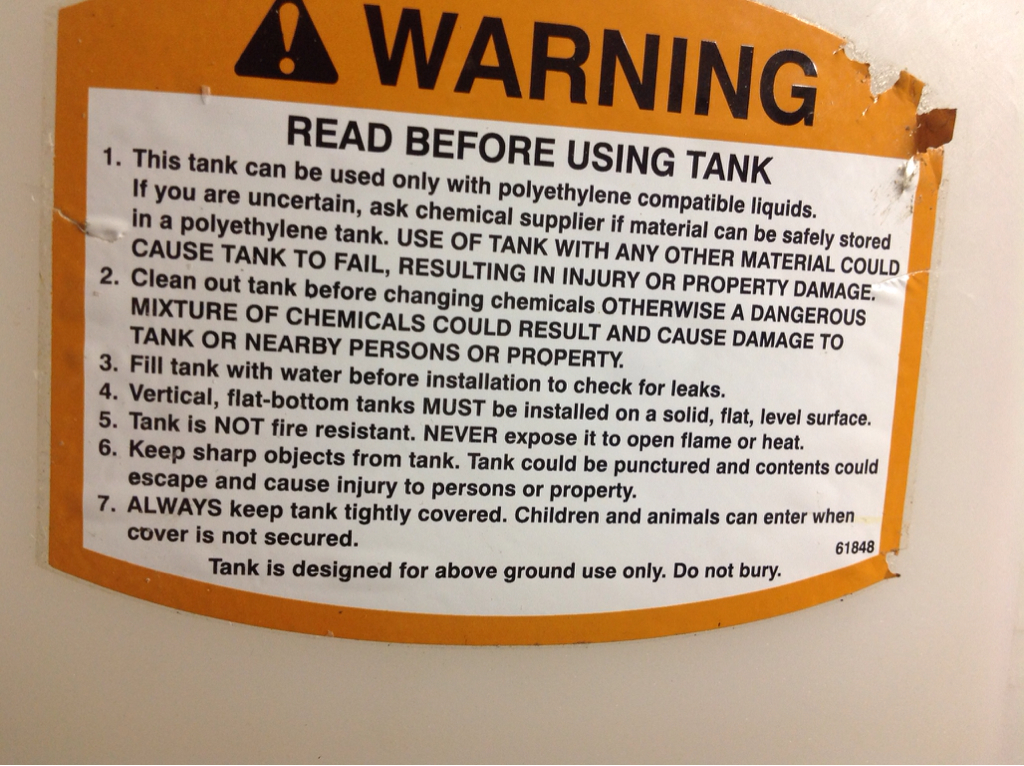 WARNING
READ BEFORE USING TANK
1. This tank can be used only with polyethylene compatible liquids.
If you are uncertain, ask chemical supplier if material can be safely stored
in a polyethylene tank. USE OF TANK WITH ANY OTHER MATERIAL COULD
CAUSE TANK TO FAIL, RESULTING IN INJURY OR PROPERTY DAMAGE.
2. Clean out tank before changing chemicals OTHERWISE A DANGEROUS
MIXTURE OF CHEMICALS COULD RESULT AND CAUSE DAMAGE TO
TANK OR NEARBY PERSONS OR PROPERTY.
3. Fill tank with water before installation to check for leaks.
4. Vertical, flat-bottom tanks MUST be installed on a solid, flat, level surface.
5. Tank is NOT fire resistant. NEVER expose it to open flame or heat.
6. Keep sharp objects from tank. Tank could be punctured and contents could
escape and cause injury to persons or property.
7. ALWAYS keep tank tightly covered. Children and animals can enter when
cover is not secured.
61848
Tank is designed for above ground use only. Do not bury.